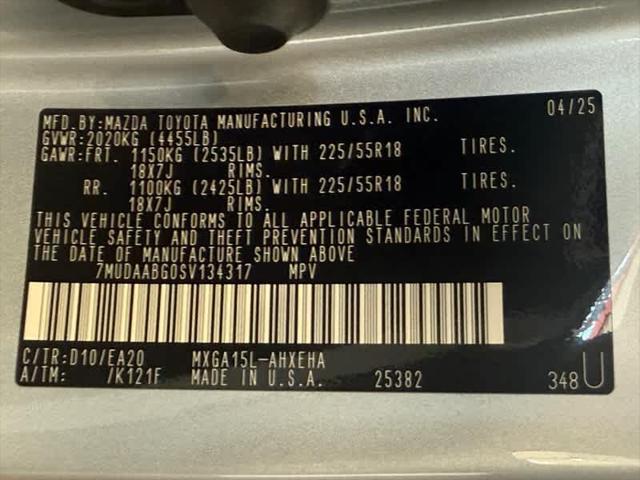 MFD.BY:MAZDA TOYOTA MANUFACTURING U.S.A. INC. 04/25
GVWR:2020KG (4455LB)
GAWR:FRT. 1150KG (2535LB) WITH 225/55R18 TIRES.
18X7J RIMS.
RR. 1100KG (2425LB) WITH 225/55R18 TIRES.
18X7J RIMS.
THIS VEHICLE CONFORMS TO ALL APPLICABLE FEDERAL MOTOR
VEHICLE SAFETY AND THEFT PREVENTION STANDARDS IN EFFECT ON
THE DATE OF MANUFACTURE SHOWN ABOVE
7MUDAABG0SV134317 MPV
C/TR:D10/EA20 MXGA15L-AHXEHA
A/TM: /K121F MADE IN U.S.A. 25382 348U